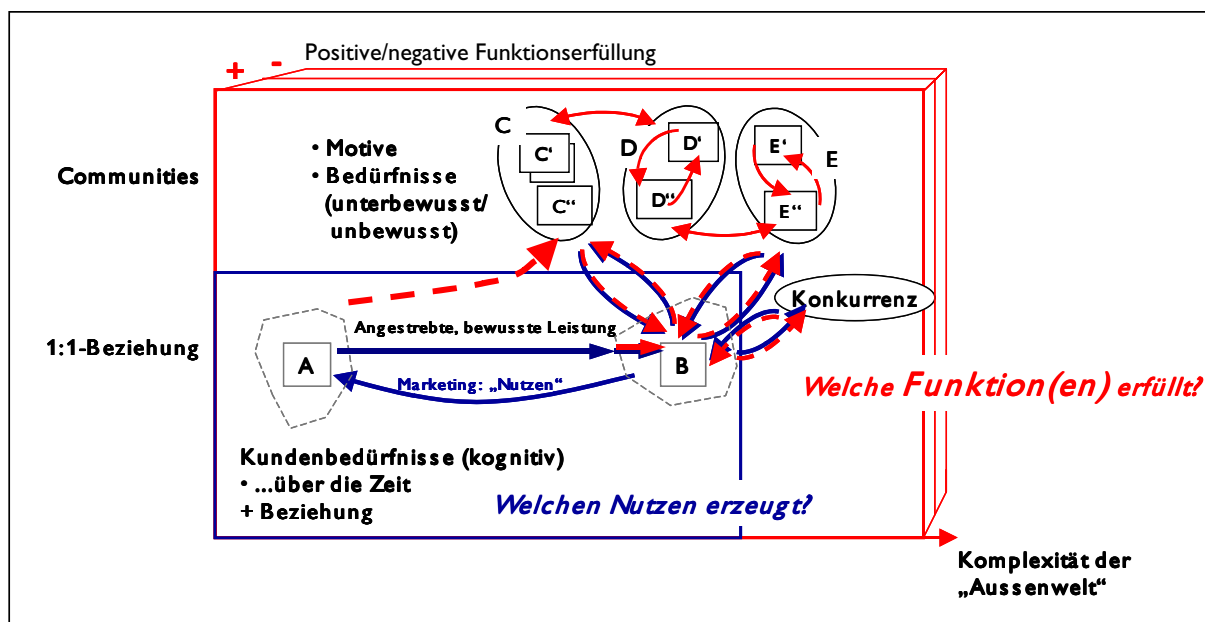 Positive/negative Funktionserfüllung
+ -
Communities
• Motive
• Bedürfnisse
(unterbewusst/
unbewusst)
C
C‘
C“
D
D‘
D“
E‘
E
E“
Konkurrenz
1:1-Beziehung
Angestrebte, bewusste Leistung
A
B
Marketing: „Nutzen“
Welche Funktion(en) erfüllt?
Kundenbedürfnisse (kognitiv)
• ...über die Zeit
+ Beziehung
Welchen Nutzen erzeugt?
Komplexität der
„Aussenwelt“